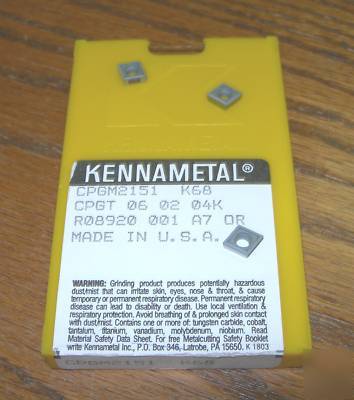 KENNAMETAL®
CPGM2151 K68
CPGT 06 02 04K
R08920 001 A7 DR
MADE IN U.S.A.
WARNING: Grinding product produces potentially hazardous
dust/mist that can irritate skin, eyes, nose & throat, & cause
temporary or permanent respiratory disease. Permanent respiratory
disease can lead to disability or death. Use local ventilation &
respiratory protection. Avoid breathing of & prolonged skin contact
with dust/mist. Contains one or more of: tungsten carbide, cobalt,
tantalum, titanium, vanadium, molybdenum, niobium. Read
Material Safety Data Sheet. For free Metalcutting Safety Booklet
write Kennametal Inc., P.O. Box 346, Latrobe, PA 15650, K 1803
CPGM2151 K68